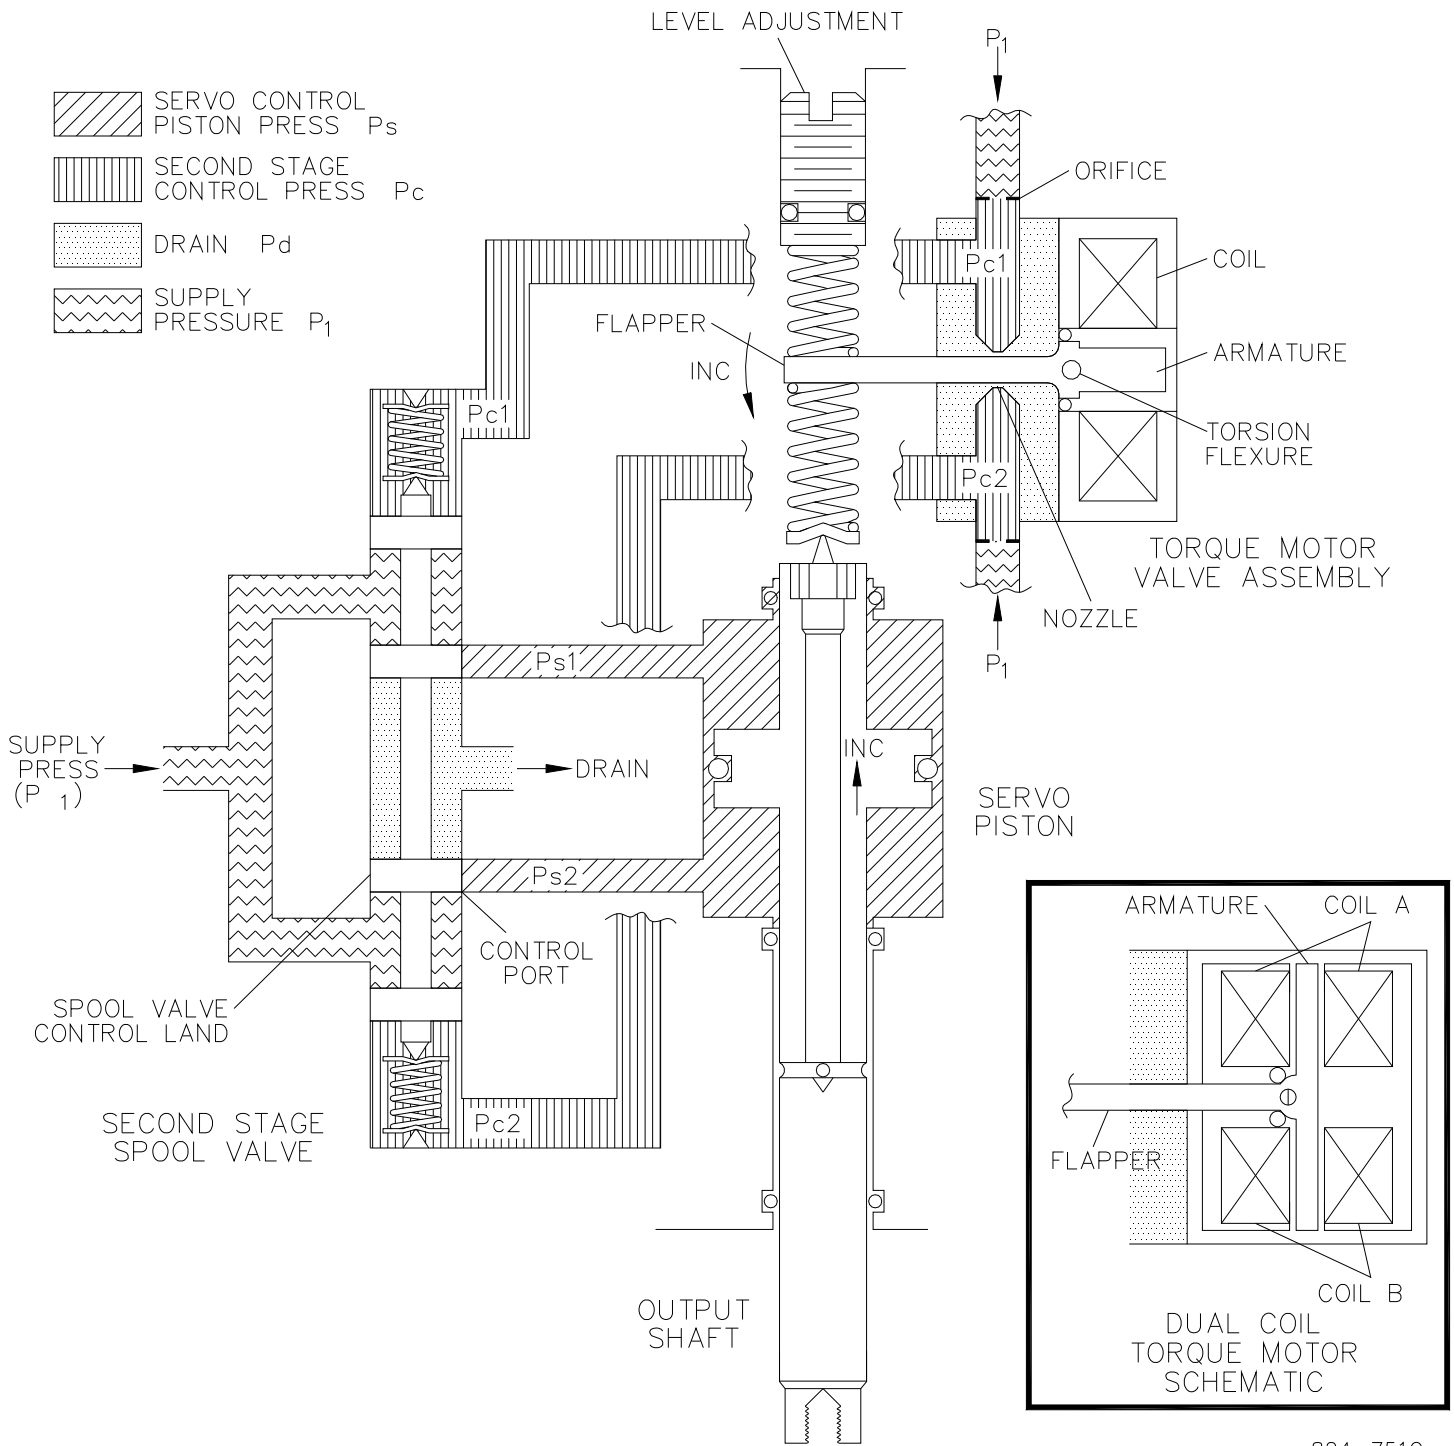 LEVEL ADJUSTMENT
P1
SERVO CONTROL
PISTON PRESS Ps
SECOND STAGE
CONTROL PRESS Pc
DRAIN Pd
SUPPLY
PRESSURE P1
ORIFICE
Pc1
COIL
FLAPPER
INC
ARMATURE
Pc1
TORSION
FLEXURE
Pc2
TORQUE MOTOR
VALVE ASSEMBLY
NOZZLE
P1
Ps1
SUPPLY
PRESS
(P 1)
DRAIN
INC
SERVO
PISTON
Ps2
CONTROL
PORT
SPOOL VALVE
CONTROL LAND
SECOND STAGE
SPOOL VALVE
Pc2
OUTPUT
SHAFT
ARMATURE
COIL A
FLAPPER
COIL B
DUAL COIL
TORQUE MOTOR
SCHEMATIC